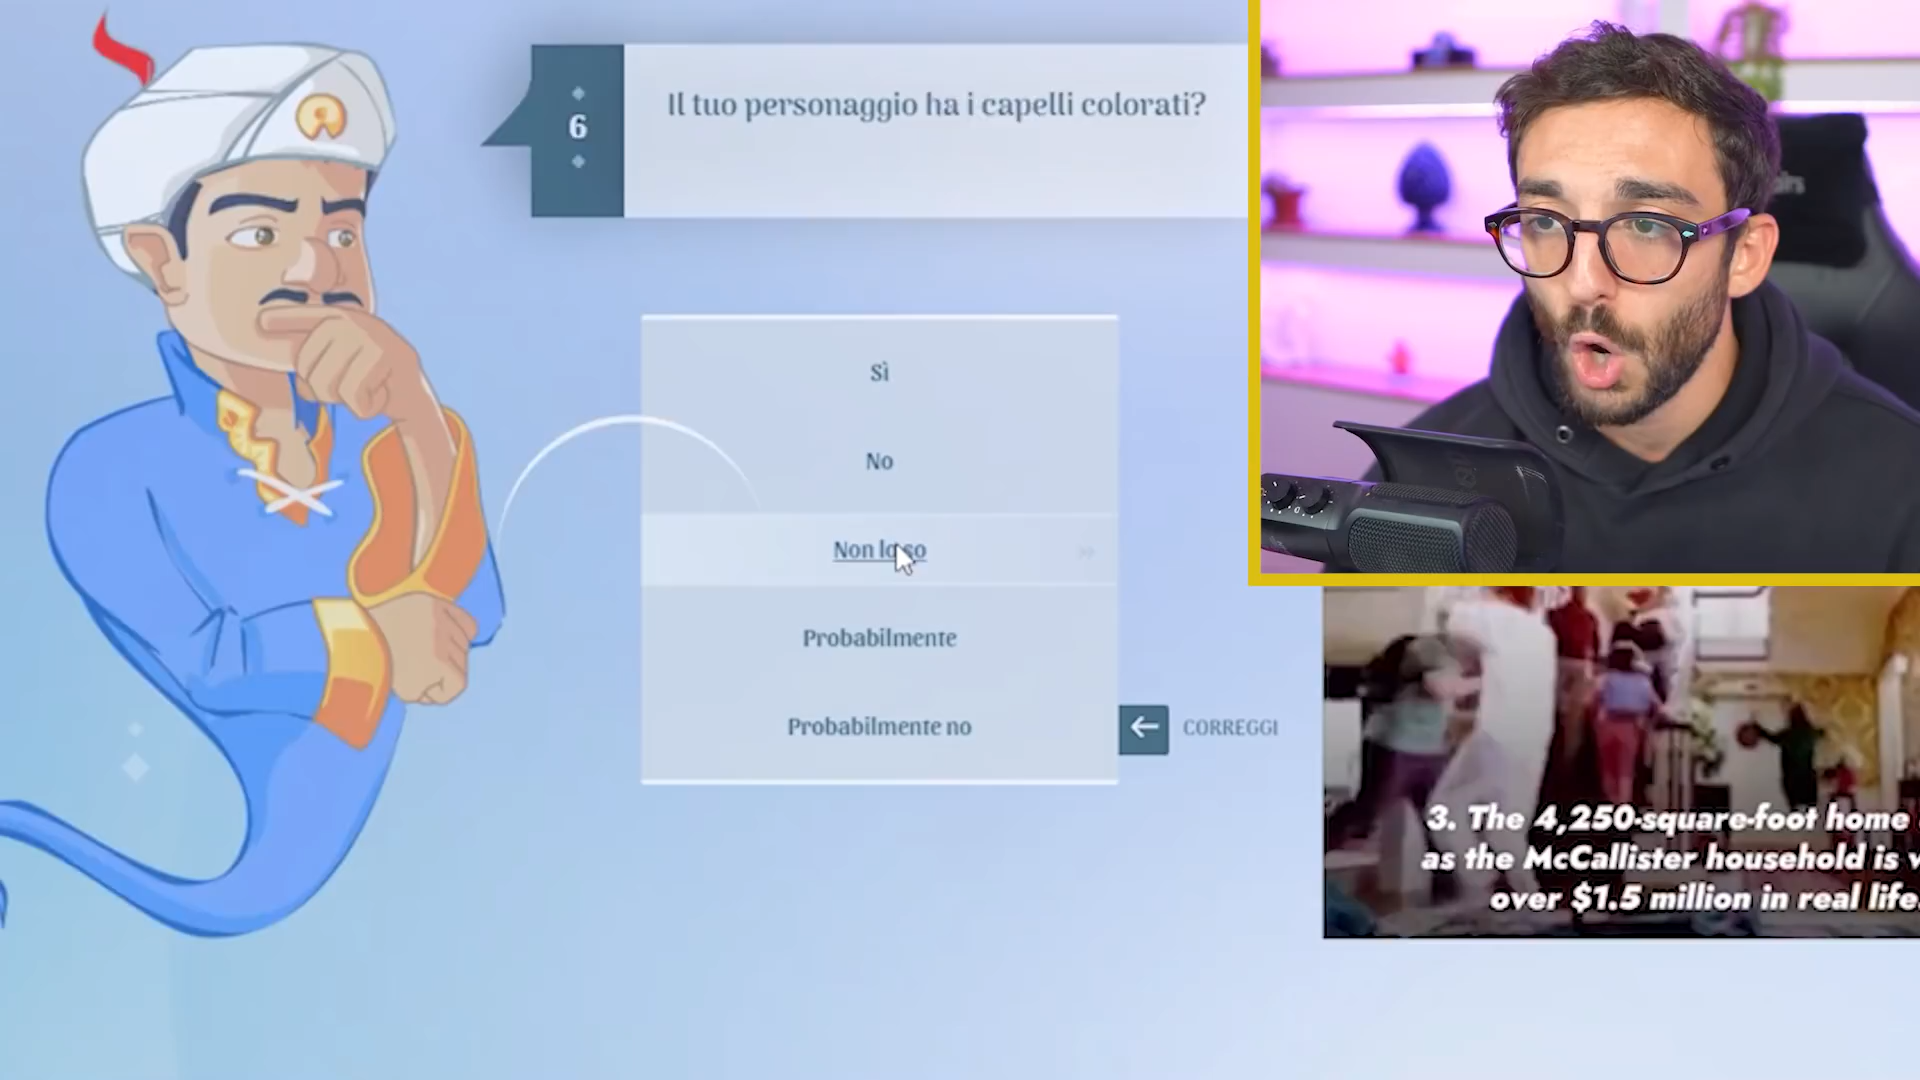 6
Il tuo personaggio ha i capelli colorati?
Sì
No
Non lo so
Probabilmente
Probabilmente no
CORREGGI
3. The 4,250-square-foot home
as the McCallister household is
over $1.5 million in real life.